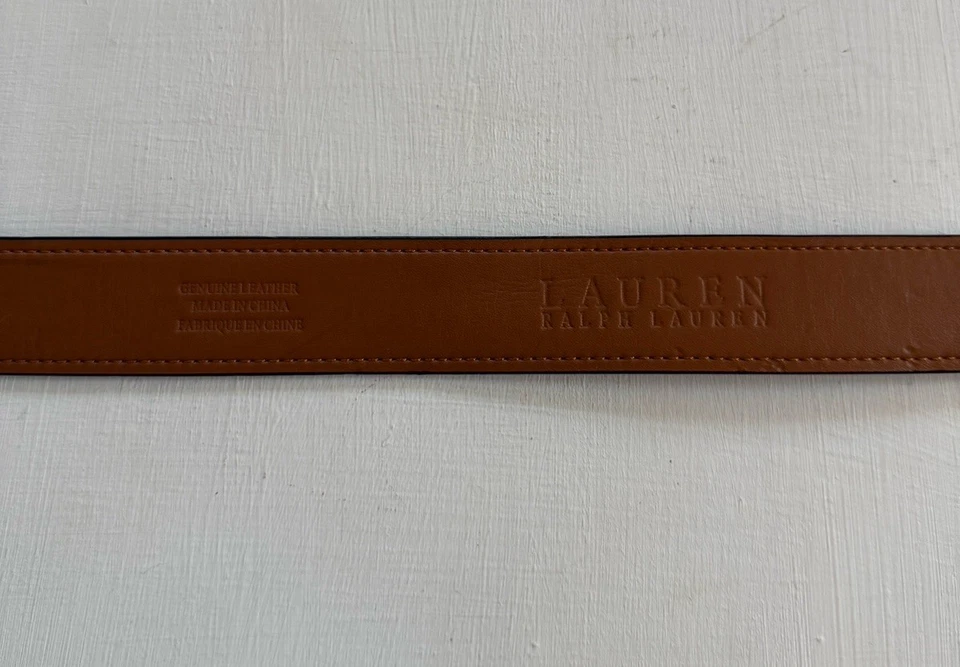 GENUINE LEATHER
MADE IN CHINA
FABRIQUE EN CHINE
LAUREN
RALPH LAUREN